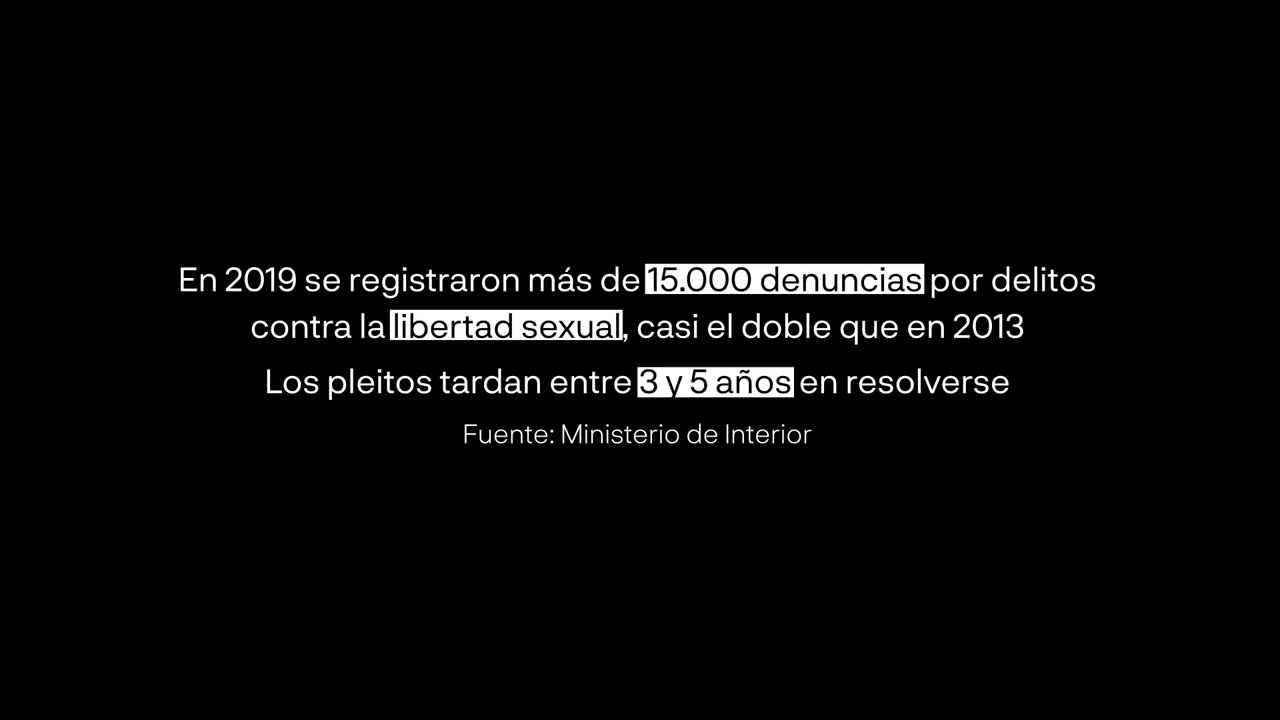 En 2019 se registraron más de 15.000 denuncias por delitos
contra la libertad sexual, casi el doble que en 2013
Los pleitos tardan entre 3 y 5 años en resolverse
Fuente: Ministerio de Interior